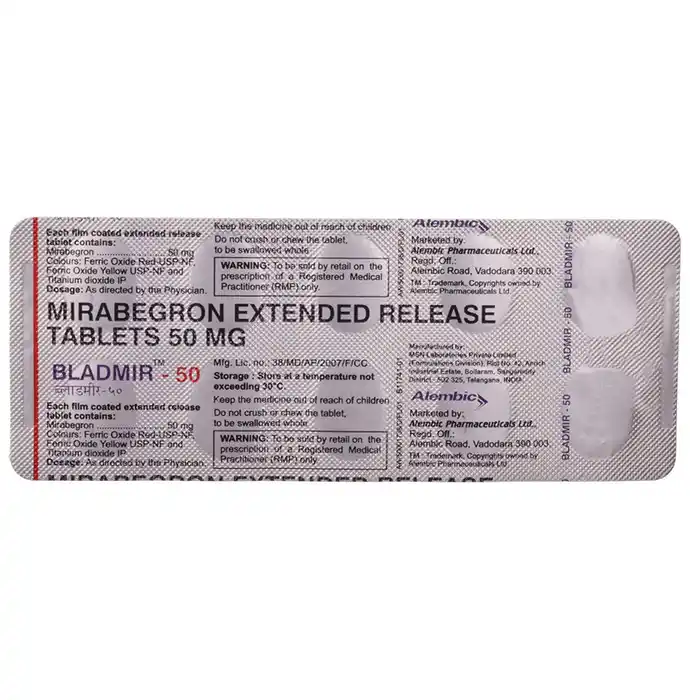 Each film coated extended release
tablet contains:
Mirabegron .................... 50 mg
Colours: Ferric Oxide Red-USP-NF,
Ferric Oxide Yellow USP-NF and
Titanium dioxide IP
Dosage: As directed by the Physician.
Keep the medicine out of reach of children
Do not crush or chew the tablet,
to be swallowed whole
WARNING: To be sold by retail on the
prescription of a Registered Medical
Practitioner (RMP) only.
Alembic
Marketed by:
Alembic Pharmaceuticals Ltd.,
Regd. Off.:
Alembic Road, Vadodara 390 003.
TM : Trademark, Copyrights owned by
Alembic Pharmaceuticals Ltd.
BLADMIR - 50
MIRABEGRON EXTENDED RELEASE
TABLETS 50 MG
BLADMIR™ - 50
ब्लाडमीर-५०
Each film coated extended release
tablet contains:
Mirabegron .................... 50 mg
Colours: Ferric Oxide Red-USP-NF,
Ferric Oxide Yellow USP-NF and
Titanium dioxide IP
Dosage: As directed by the Physician.
Mfg. Lic. no.: 38/MD/AP/2007/F/CC
Storage : Store at a temperature not
exceeding 30°C.
Keep the medicine out of reach of children
Do not crush or chew the tablet,
to be swallowed whole
WARNING: To be sold by retail on the
prescription of a Registered Medical
Practitioner (RMP) only.
Manufactured by:
MSN Laboratories Private Limited
(Formulations Division), Plot No. 42, Anrich
Industrial Estate, Bollaram, Sangareddy
District - 502 325, Telangana, INDIA
Alembic
Marketed by:
Alembic Pharmaceuticals Ltd.,
Regd. Off.:
Alembic Road, Vadodara 390 003.
TM : Trademark, Copyrights owned by
Alembic Pharmaceuticals Ltd
BLADMIR - 50
MIRABEGRON EXTENDED RELEASE